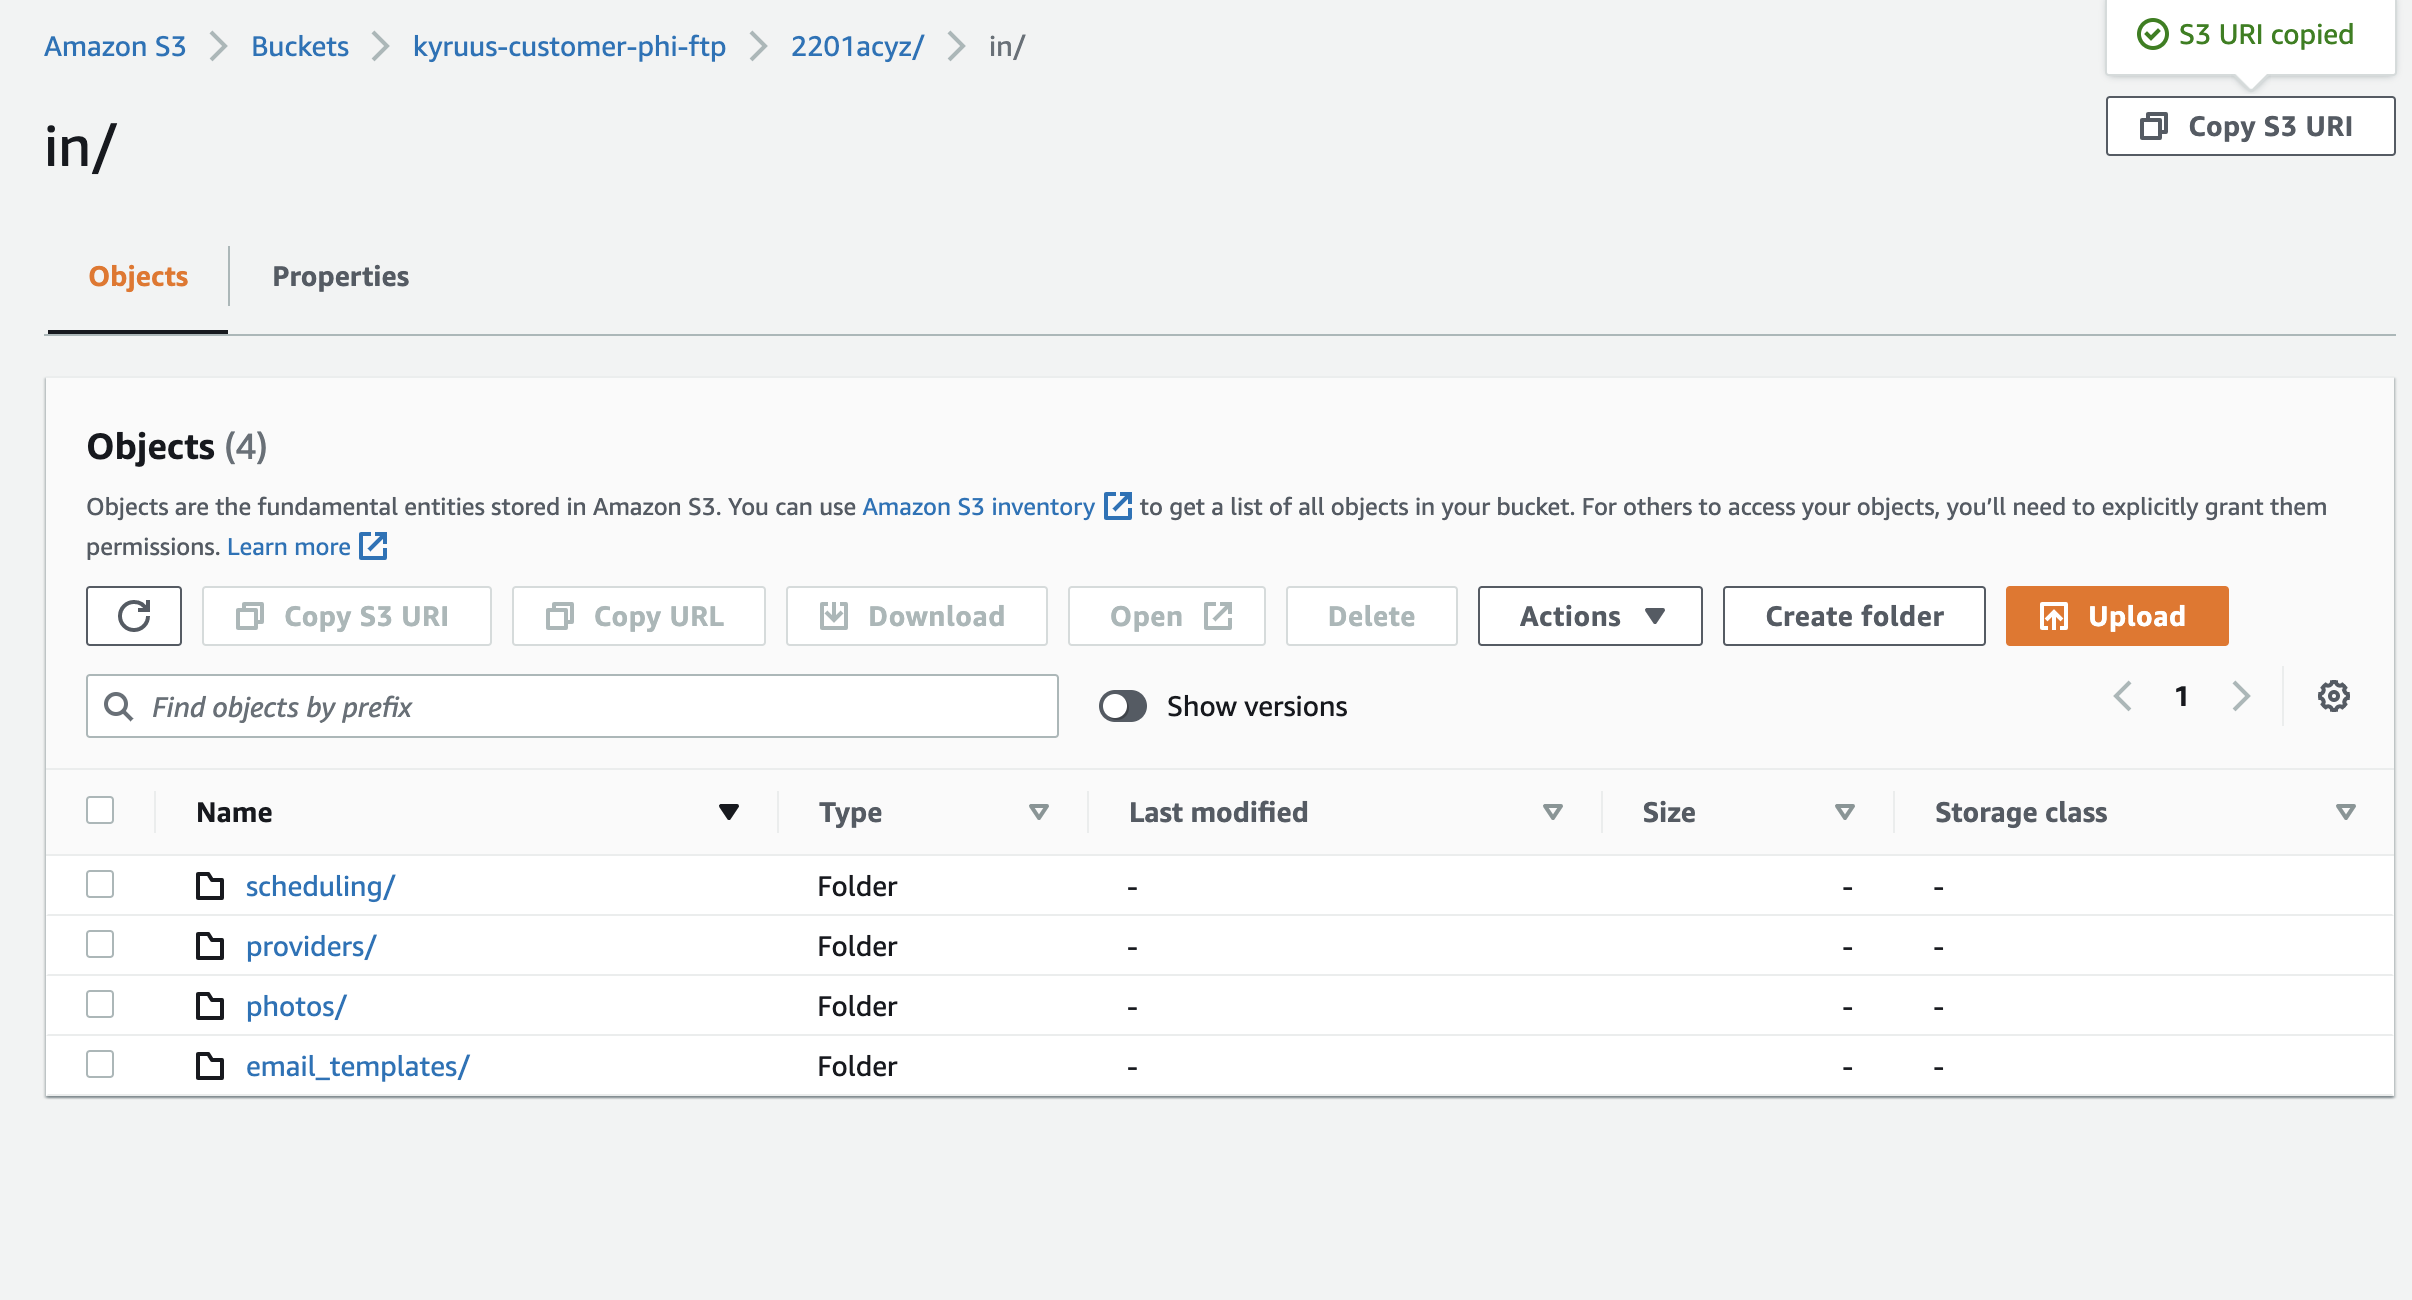 Amazon S3 Buckets kyruus-customer-phi-ftp 2201acyz/ in/
S3 URI copied
in/
Copy S3 URI
Objects Properties
Objects (4)
Objects are the fundamental entities stored in Amazon S3. You can use Amazon S3 inventory to get a list of all objects in your bucket. For others to access your objects, you’ll need to explicitly grant them
permissions. Learn more
Copy S3 URI Copy URL Download Open Delete Actions Create folder Upload
Find objects by prefix Show versions 1
Name Type Last modified Size Storage class
scheduling/ Folder - - -
providers/ Folder - - -
photos/ Folder - - -
email_templates/ Folder - - -